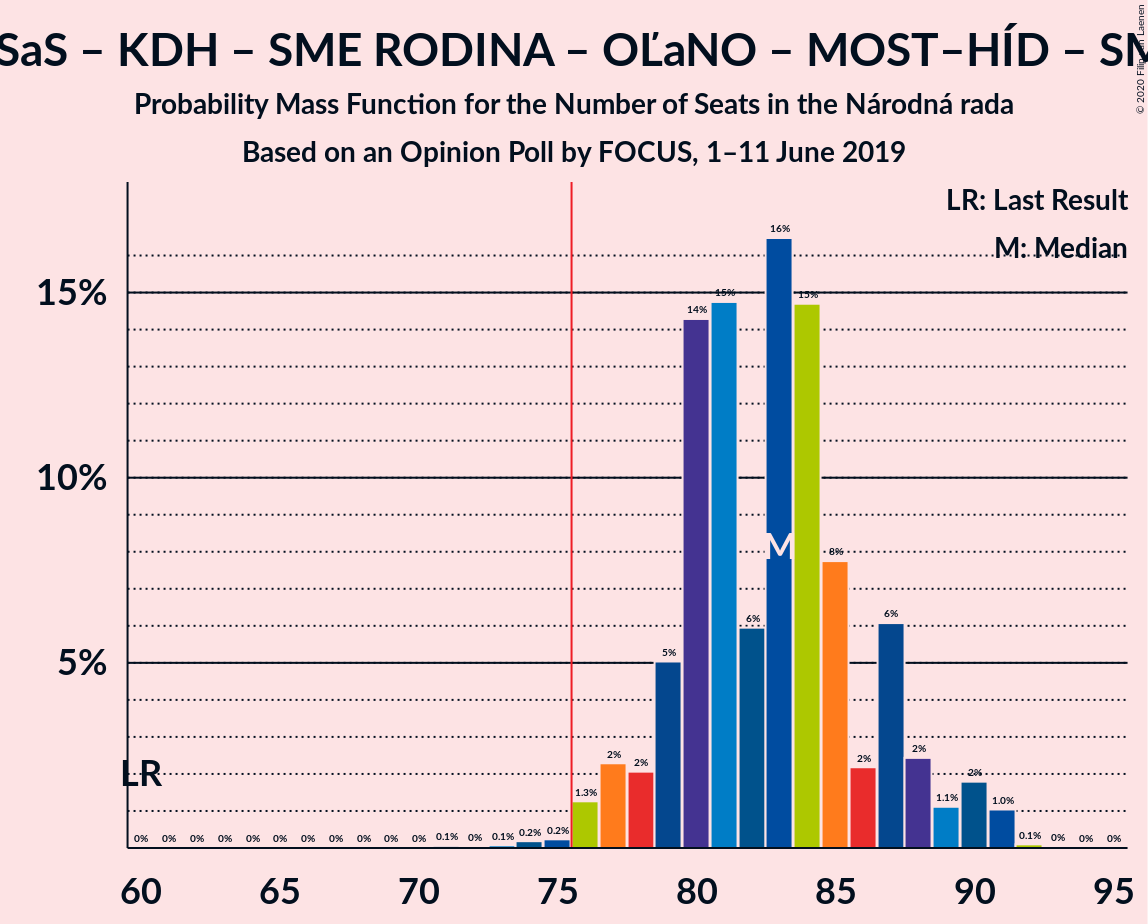 SaS – KDH – SME RODINA – OĽaNO – MOST–HÍD – SM
Probability Mass Function for the Number of Seats in the Národná rada
Based on an Opinion Poll by FOCUS, 1–11 June 2019
© 2020 Filip van Laenen
LR: Last Result
M: Median
15%
10%
5%
LR
M
0% 0% 0% 0% 0% 0% 0% 0% 0% 0% 0% 0.1% 0% 0.1% 0.2% 0.2% 1.3% 2% 2% 5% 14% 15% 6% 16% 15% 8% 2% 6% 2% 1.1% 2% 1.0% 0.1% 0% 0% 0%
60 65 70 75 80 85 90 95